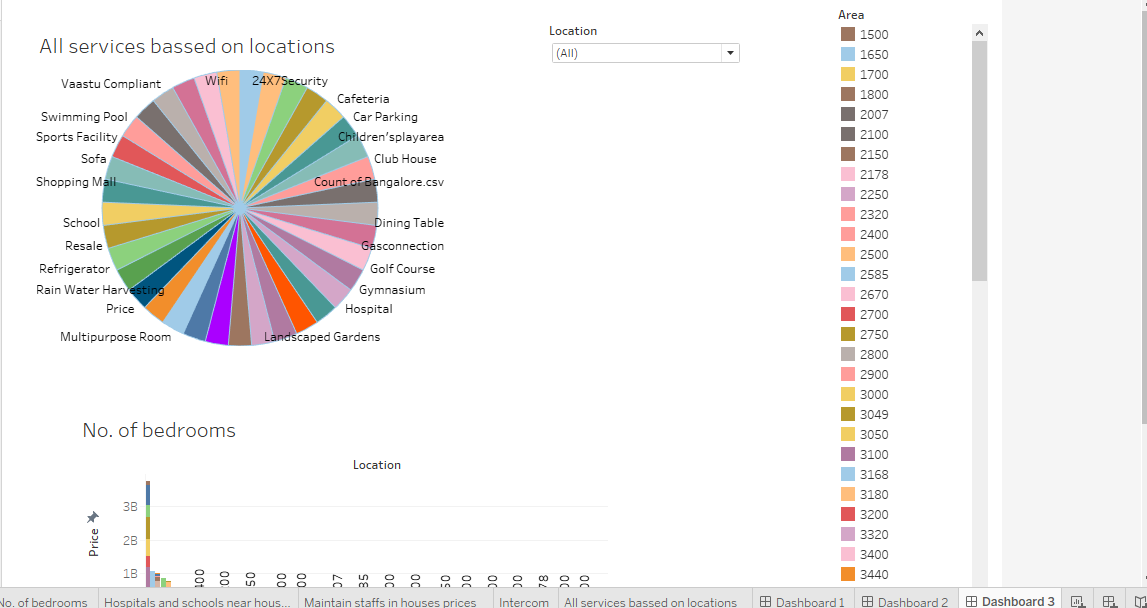 All services bassed on locations
Location
(All)
Area
Wifi
24X7Security
Vaastu Compliant
Cafeteria
Swimming Pool
Car Parking
Sports Facility
Children'splayarea
Sofa
Club House
Shopping Mall
Count of Bangalore.csv
School
Dining Table
Resale
Gasconnection
Refrigerator
Golf Course
Rain Water Harvesting
Gymnasium
Price
Hospital
Multipurpose Room
Landscaped Gardens
1500
1650
1700
1800
2007
2100
2150
2178
2250
2320
2400
2500
2585
2670
2700
2750
2800
2900
3000
3049
3050
3100
3168
3180
3200
3320
3400
3440
No. of bedrooms
Location
Price
3B
2B
1B
No. of bedrooms
Hospitals and schools near hous...
Maintain staffs in houses prices
Intercom
All services bassed on locations
Dashboard 1
Dashboard 2
Dashboard 3